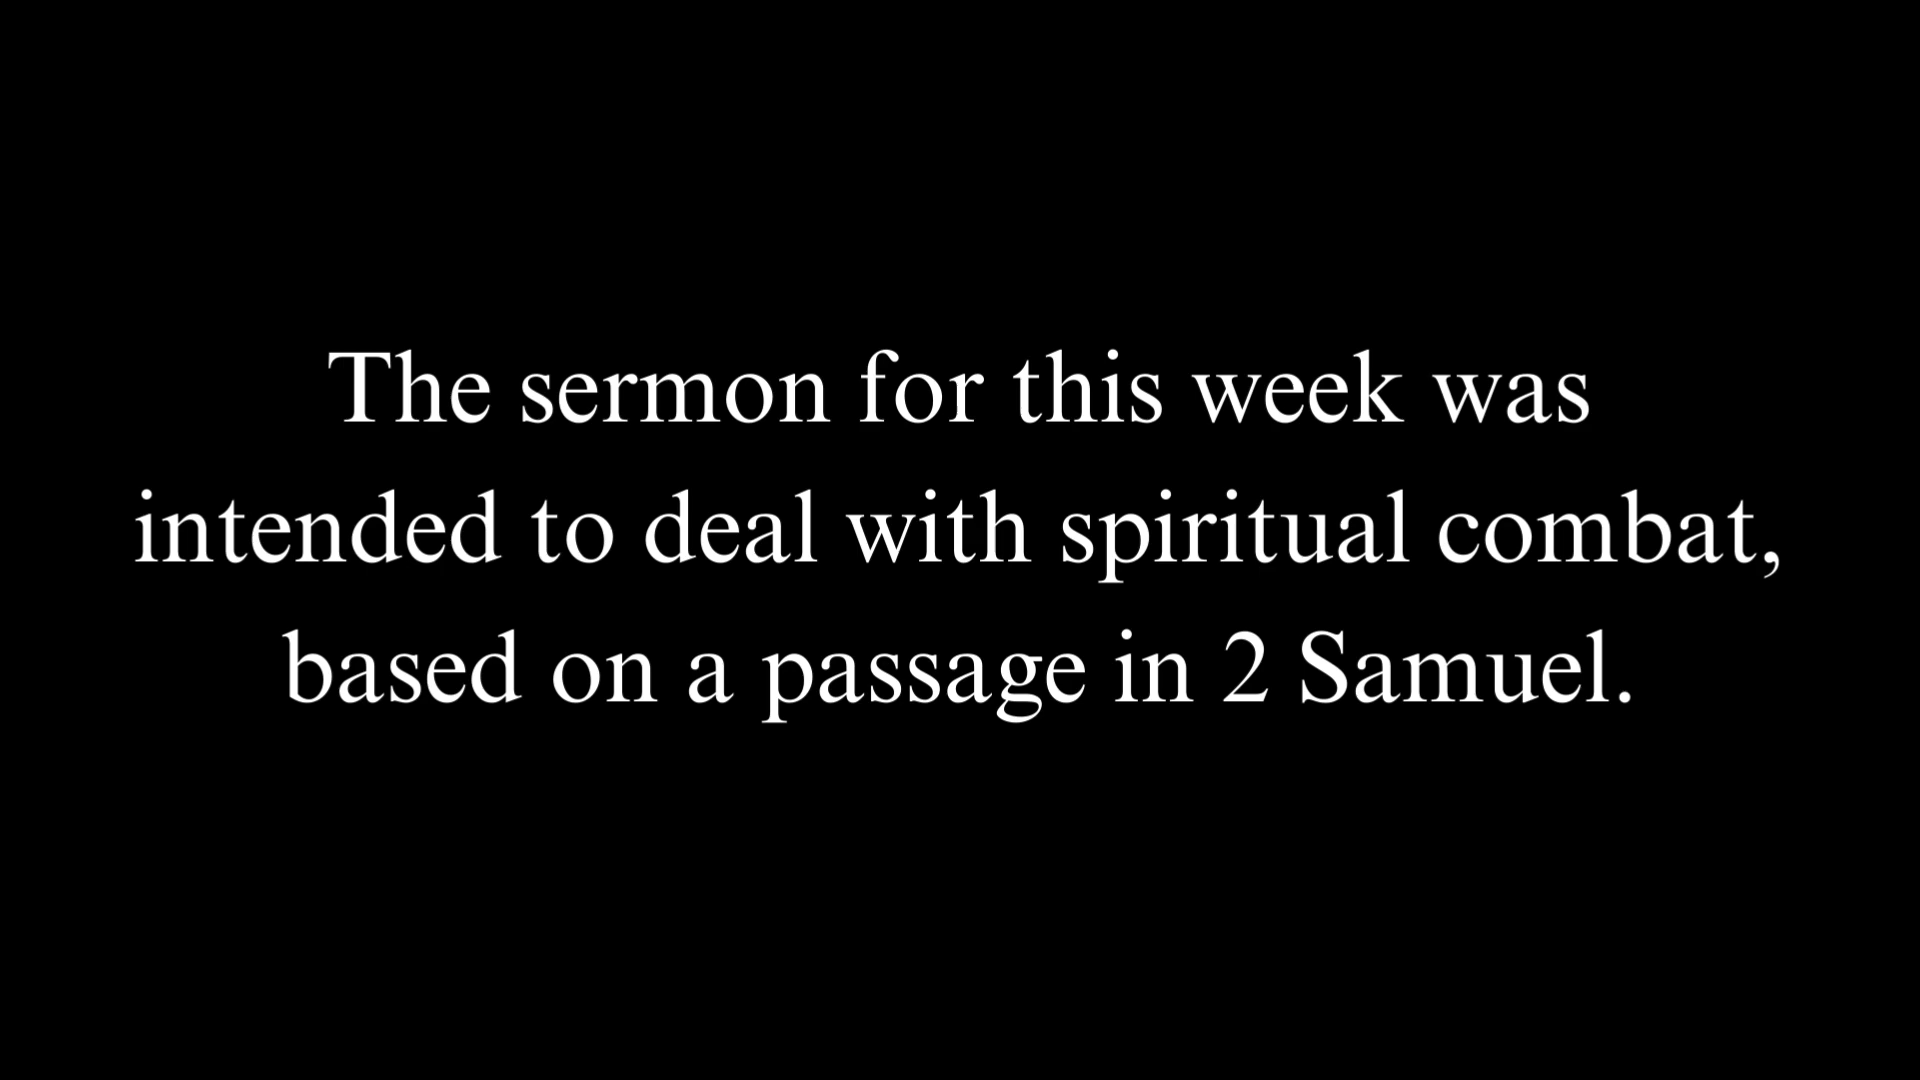 The sermon for this week was
intended to deal with spiritual combat,
based on a passage in 2 Samuel.